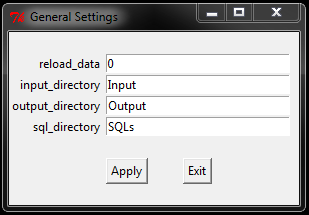 General Settings
reload_data 0
input_directory Input
output_directory Output
sql_directory SQLs
Apply Exit